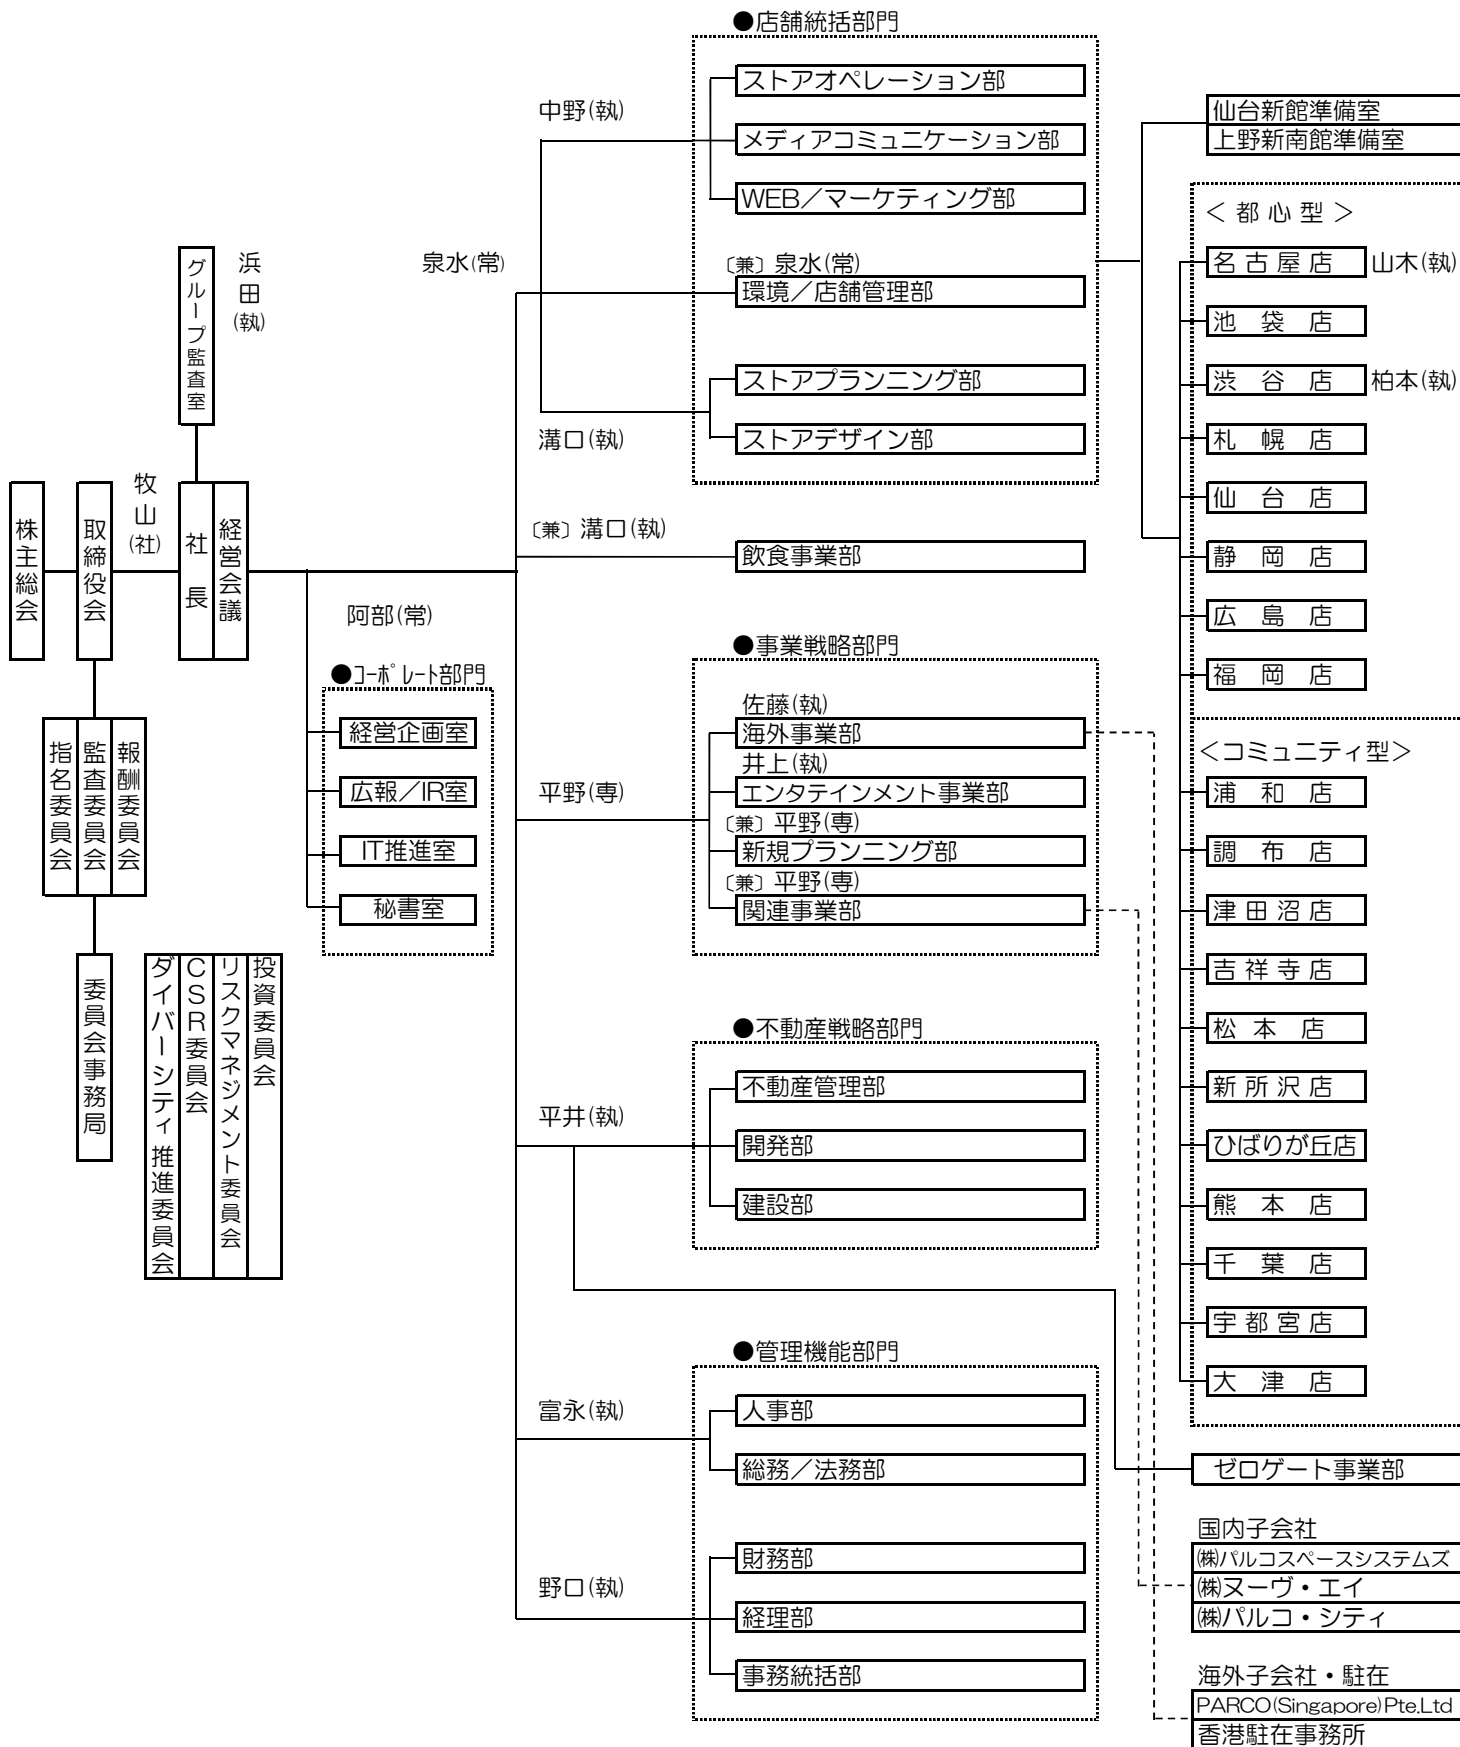 株主総会
取締役会
牧山(社)
社長
経営会議
グループ監査室
浜田(執)
指名委員会
監査委員会
報酬委員会
委員会事務局
ダイバーシティ推進委員会
CSR委員会
リスクマネジメント委員会
投資委員会
阿部(常)
●コーポレート部門
経営企画室
広報／IR室
IT推進室
秘書室
泉水(常)
中野(執)
溝口(執)
●店舗統括部門
ストアオペレーション部
メディアコミュニケーション部
WEB／マーケティング部
〔兼〕泉水(常)
環境／店舗管理部
ストアプランニング部
ストアデザイン部
〔兼〕溝口(執)
飲食事業部
平野(専)
●事業戦略部門
佐藤(執)
海外事業部
井上(執)
エンタテインメント事業部
〔兼〕平野(専)
新規プランニング部
〔兼〕平野(専)
関連事業部
平井(執)
●不動産戦略部門
不動産管理部
開発部
建設部
富永(執)
●管理機能部門
人事部
総務／法務部
野口(執)
財務部
経理部
事務統括部
仙台新館準備室
上野新南館準備室
＜都心型＞
名古屋店 山木(執)
池袋店
渋谷店 柏本(執)
札幌店
仙台店
静岡店
広島店
福岡店
＜コミュニティ型＞
浦和店
調布店
津田沼店
吉祥寺店
松本店
新所沢店
ひばりが丘店
熊本店
千葉店
宇都宮店
大津店
ゼロゲート事業部
国内子会社
㈱パルコスペースシステムズ
㈱ヌーヴ・エイ
㈱パルコ・シティ
海外子会社・駐在
PARCO(Singapore)Pte.Ltd
香港駐在事務所